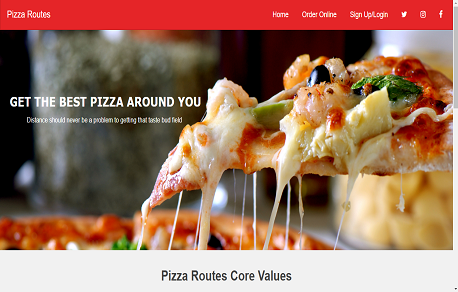 Pizza Routes
Home Order Online Sign Up/Login
GET THE BEST PIZZA AROUND YOU
Distance should never be a problem to getting that taste bud field
Pizza Routes Core Values